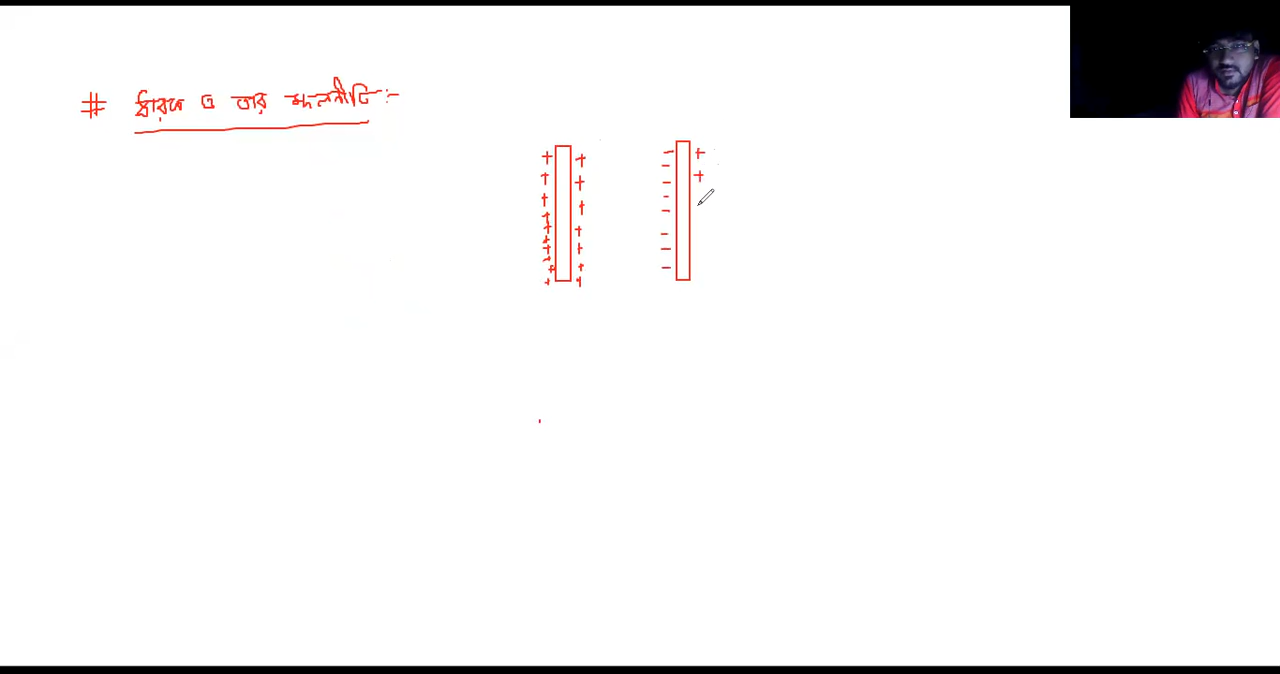 # ধারক ও তার মূলনীতি :-
+ + - +
+ + - +
+ + -
+ + -
+ + -
+ + -
+ + -
+ + -